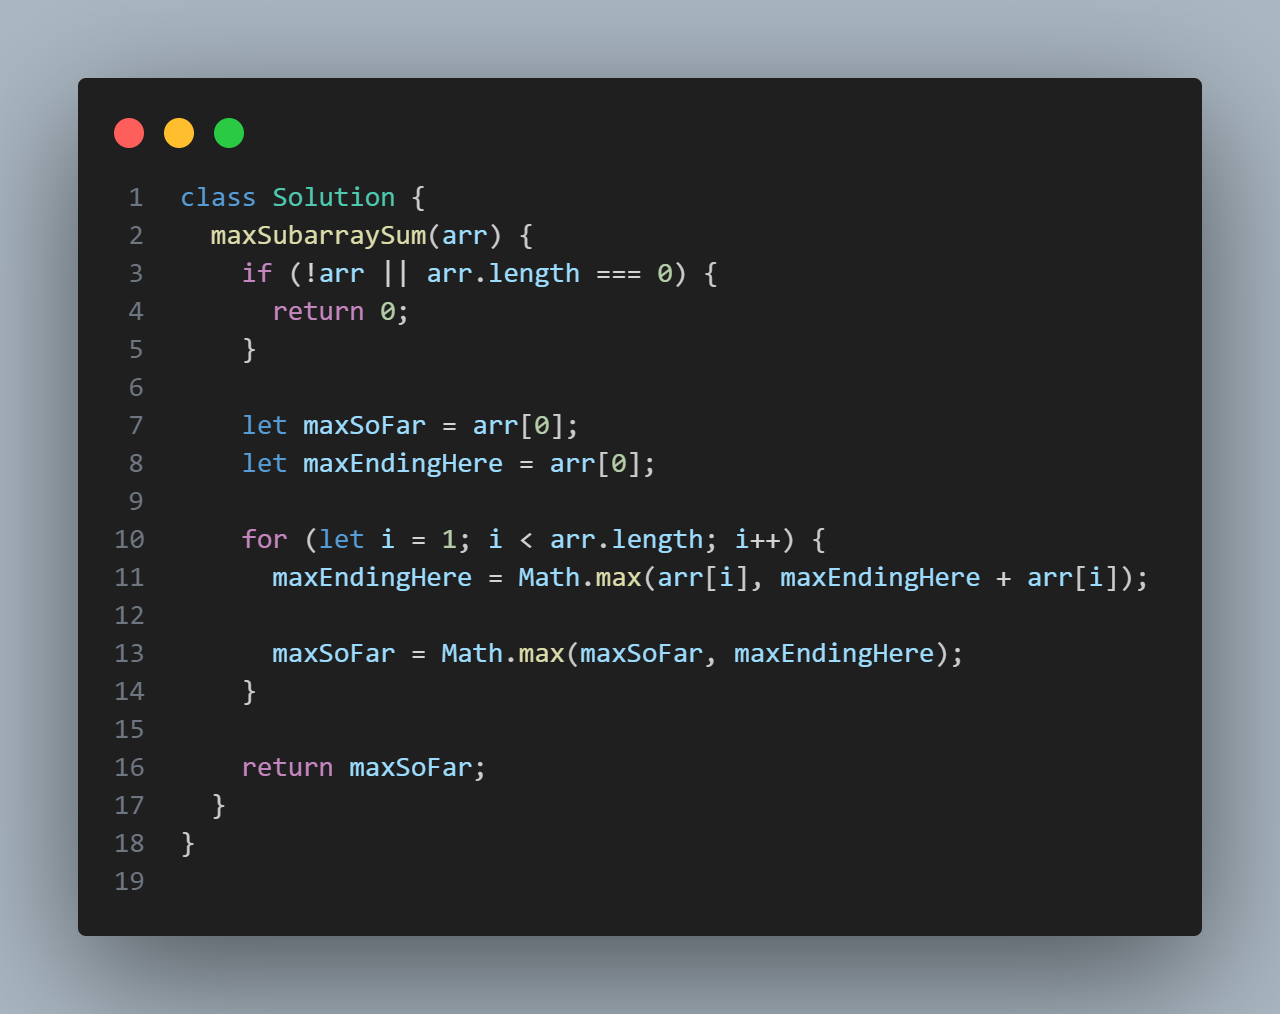 1 class Solution {
2   maxSubarraySum(arr) {
3     if (!arr || arr.length === 0) {
4       return 0;
5     }
6
7     let maxSoFar = arr[0];
8     let maxEndingHere = arr[0];
9
10     for (let i = 1; i < arr.length; i++) {
11       maxEndingHere = Math.max(arr[i], maxEndingHere + arr[i]);
12
13       maxSoFar = Math.max(maxSoFar, maxEndingHere);
14     }
15
16     return maxSoFar;
17   }
18 }
19